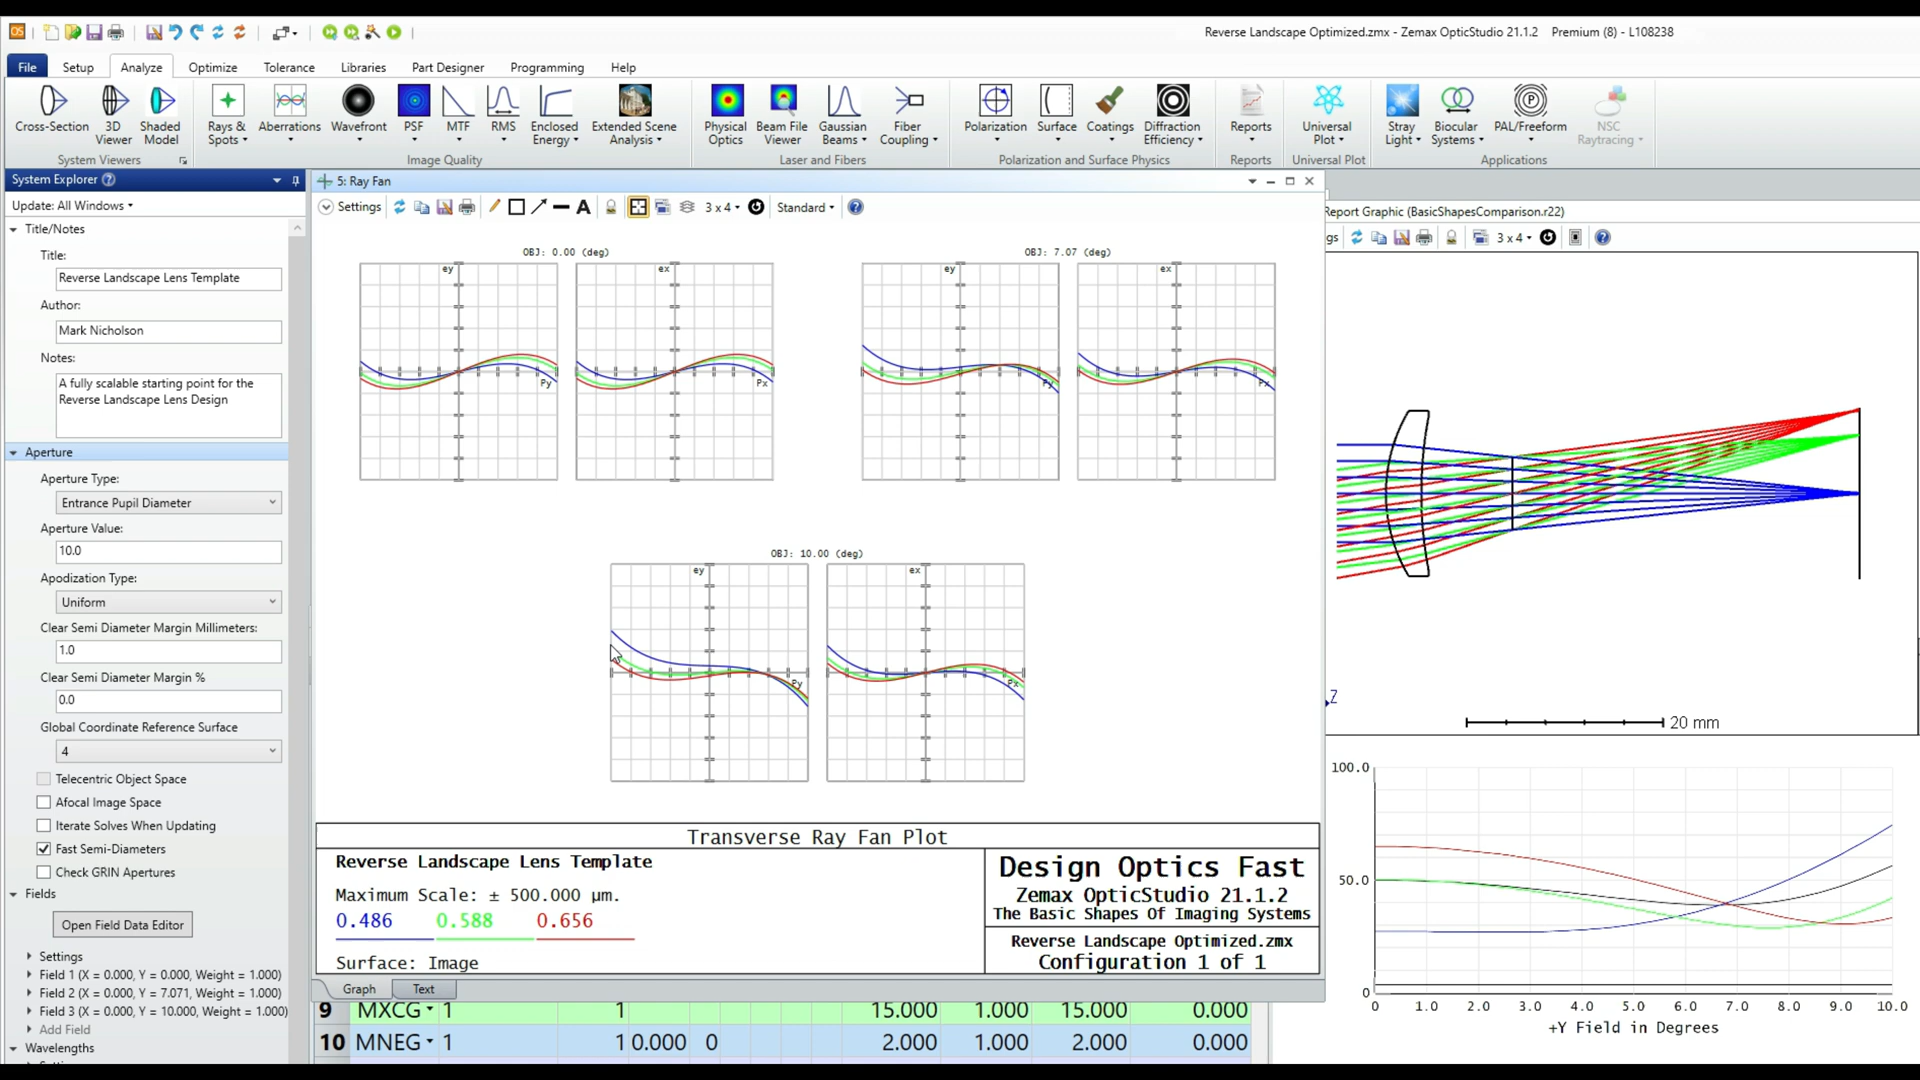 OS
Reverse Landscape Optimized.zmx - Zemax OpticStudio 21.1.2 Premium (8) - L108238
File Setup Analyze Optimize Tolerance Libraries Part Designer Programming Help
Cross-Section 3D Viewer Shaded Model Rays & Spots Aberrations Wavefront PSF MTF RMS Enclosed Energy Extended Scene Analysis Physical Optics Beam File Viewer Gaussian Beams Fiber Coupling Polarization Surface Coatings Diffraction Efficiency Reports Universal Plot Stray Light Biocular Systems PAL/Freeform NSC Raytracing
System Viewers Image Quality Laser and Fibers Polarization and Surface Physics Reports Universal Plot Applications
System Explorer
Update: All Windows
Title/Notes
Title:
Reverse Landscape Lens Template
Author:
Mark Nicholson
Notes:
A fully scalable starting point for the
Reverse Landscape Lens Design
Aperture
Aperture Type:
Entrance Pupil Diameter
Aperture Value:
10.0
Apodization Type:
Uniform
Clear Semi Diameter Margin Millimeters:
1.0
Clear Semi Diameter Margin %
0.0
Global Coordinate Reference Surface
4
Telecentric Object Space
Afocal Image Space
Iterate Solves When Updating
Fast Semi-Diameters
Check GRIN Apertures
Fields
Open Field Data Editor
Settings
Field 1 (X = 0.000, Y = 0.000, Weight = 1.000)
Field 2 (X = 0.000, Y = 7.071, Weight = 1.000)
Field 3 (X = 0.000, Y = 10.000, Weight = 1.000)
Add Field
Wavelengths
5: Ray Fan
Settings A 3 x 4 Standard
OBJ: 0.00 (deg)
ey ex
Py Px
OBJ: 7.07 (deg)
ey ex
Py Px
OBJ: 10.00 (deg)
ey ex
Py Px
Transverse Ray Fan Plot
Reverse Landscape Lens Template
Maximum Scale: ± 500.000 µm.
0.486 0.588 0.656
Surface: Image
Design Optics Fast
Zemax OpticStudio 21.1.2
The Basic Shapes Of Imaging Systems
Reverse Landscape Optimized.zmx
Configuration 1 of 1
Graph Text
9 MXCG 1 1 15.000 1.000 15.000 0.000
10 MNEG 1 1 0.000 0 2.000 1.000 2.000 0.000
Report Graphic (BasicShapesComparison.r22)
gs 3 x 4
Z
20 mm
100.0
50.0
0
0 1.0 2.0 3.0 4.0 5.0 6.0 7.0 8.0 9.0 10.0
+Y Field in Degrees